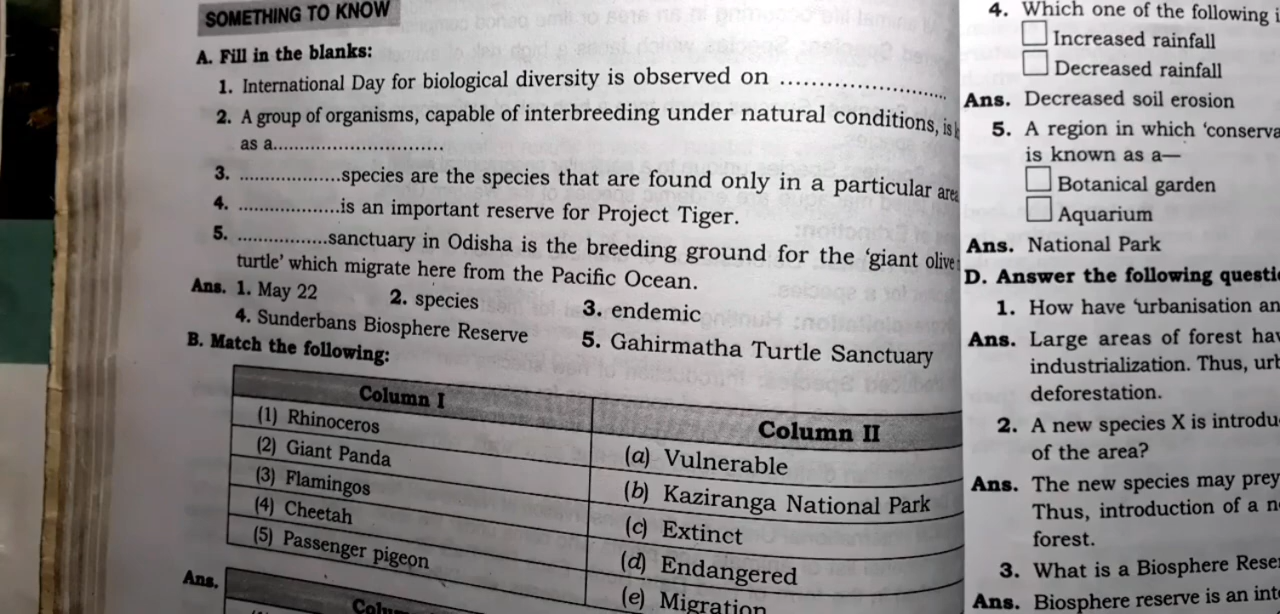 SOMETHING TO KNOW
A. Fill in the blanks:
1. International Day for biological diversity is observed on ..............................
2. A group of organisms, capable of interbreeding under natural conditions, is
as a..............................
3. ..................species are the species that are found only in a particular area
4. ..................is an important reserve for Project Tiger.
5. ................sanctuary in Odisha is the breeding ground for the 'giant olive
turtle' which migrate here from the Pacific Ocean.
Ans. 1. May 22 2. species 3. endemic
4. Sunderbans Biosphere Reserve 5. Gahirmatha Turtle Sanctuary
B. Match the following:
Column I Column II
(1) Rhinoceros (a) Vulnerable
(2) Giant Panda (b) Kaziranga National Park
(3) Flamingos (c) Extinct
(4) Cheetah (d) Endangered
(5) Passenger pigeon (e) Migration
Ans.
4. Which one of the following
Increased rainfall
Decreased rainfall
Ans. Decreased soil erosion
5. A region in which 'conserva
is known as a—
Botanical garden
Aquarium
Ans. National Park
D. Answer the following questi
1. How have 'urbanisation an
Ans. Large areas of forest hav
industrialization. Thus, urb
deforestation.
2. A new species X is introdu
of the area?
Ans. The new species may prey
Thus, introduction of a n
forest.
3. What is a Biosphere Rese
Ans. Biosphere reserve is an int